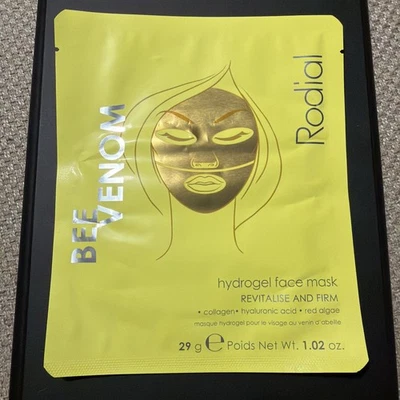 BEE
VENOM
Rodial
hydrogel face mask
REVITALISE AND FIRM
• collagen • hyaluronic acid • red algae
masque hydrogel pour le visage au venin d'abeille
29 g ℮ Poids Net Wt. 1.02 oz.